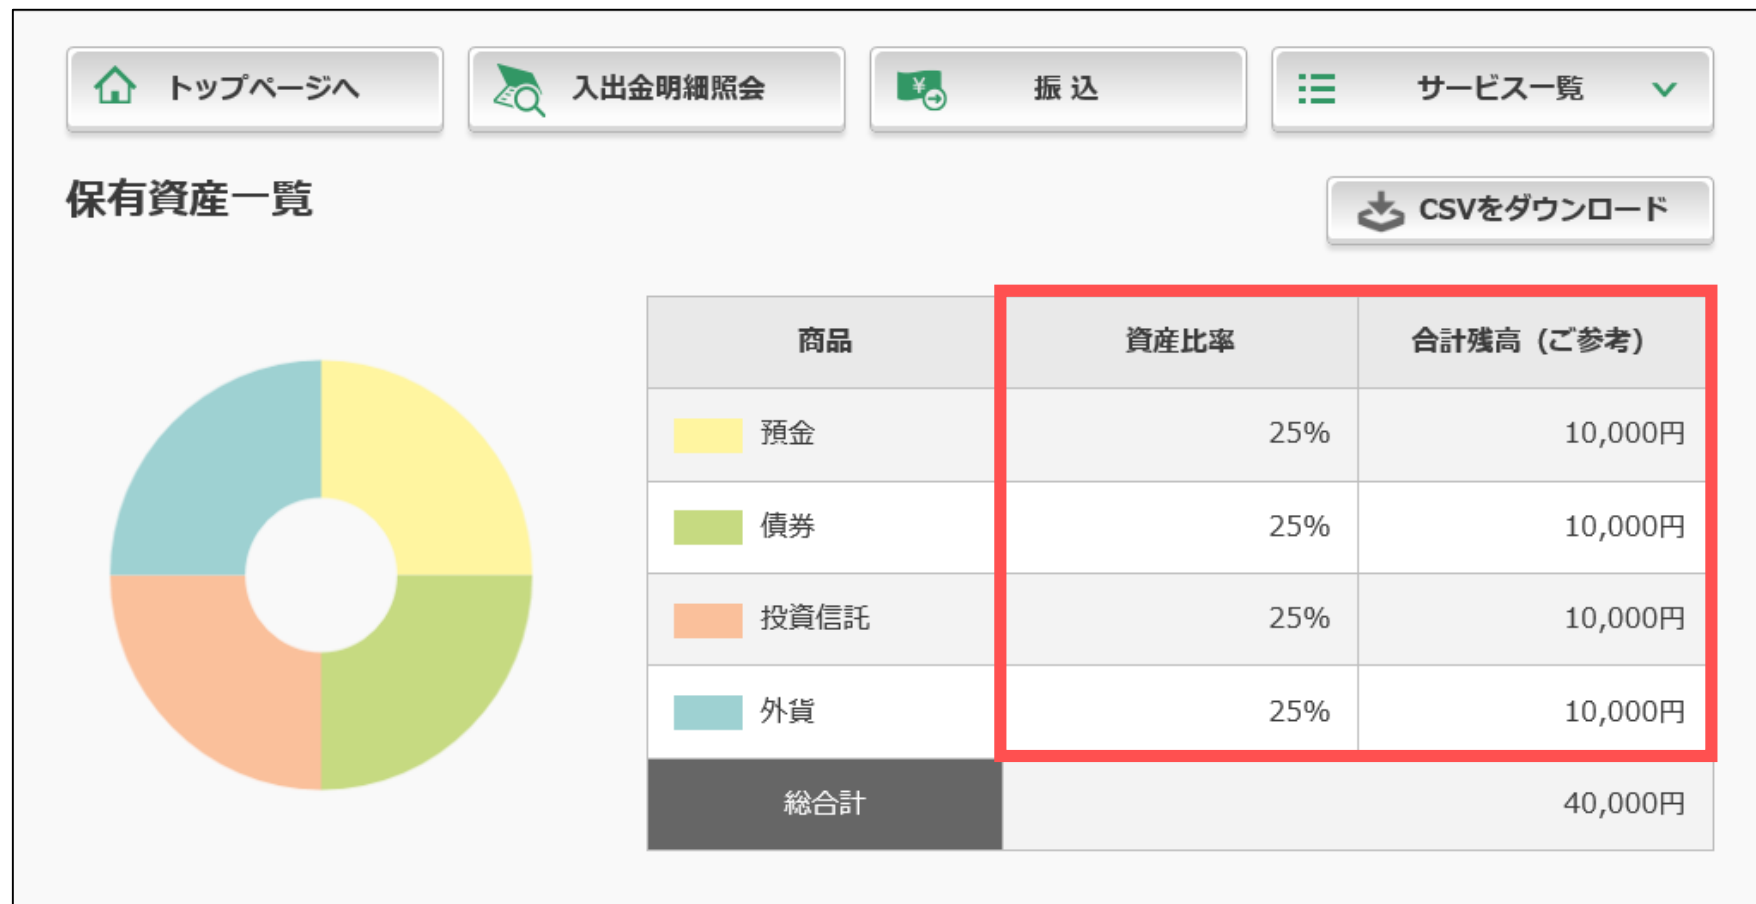 トップページへ 入出金明細照会 振込 サービス一覧
保有資産一覧
CSVをダウンロード
商品 資産比率 合計残高（ご参考）
預金 25% 10,000円
債券 25% 10,000円
投資信託 25% 10,000円
外貨 25% 10,000円
総合計 40,000円